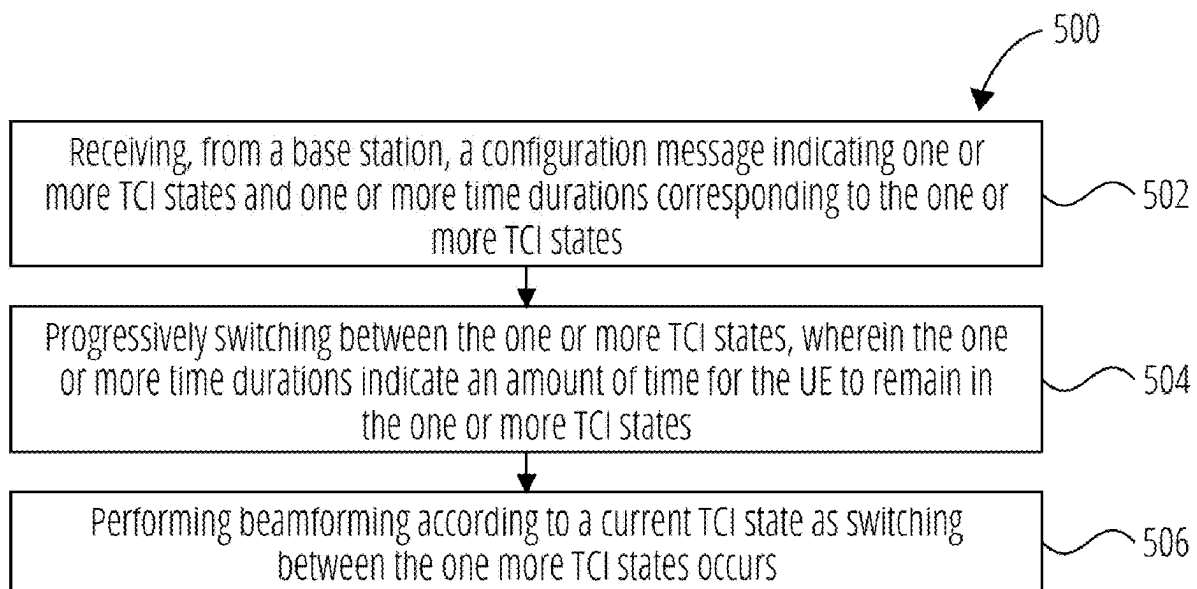 500
Receiving, from a base station, a configuration message indicating one or
more TCI states and one or more time durations corresponding to the one or
more TCI states
502
Progressively switching between the one or more TCI states, wherein the one
or more time durations indicate an amount of time for the UE to remain in
the one or more TCI states
504
Performing beamforming according to a current TCI state as switching
between the one more TCI states occurs
506